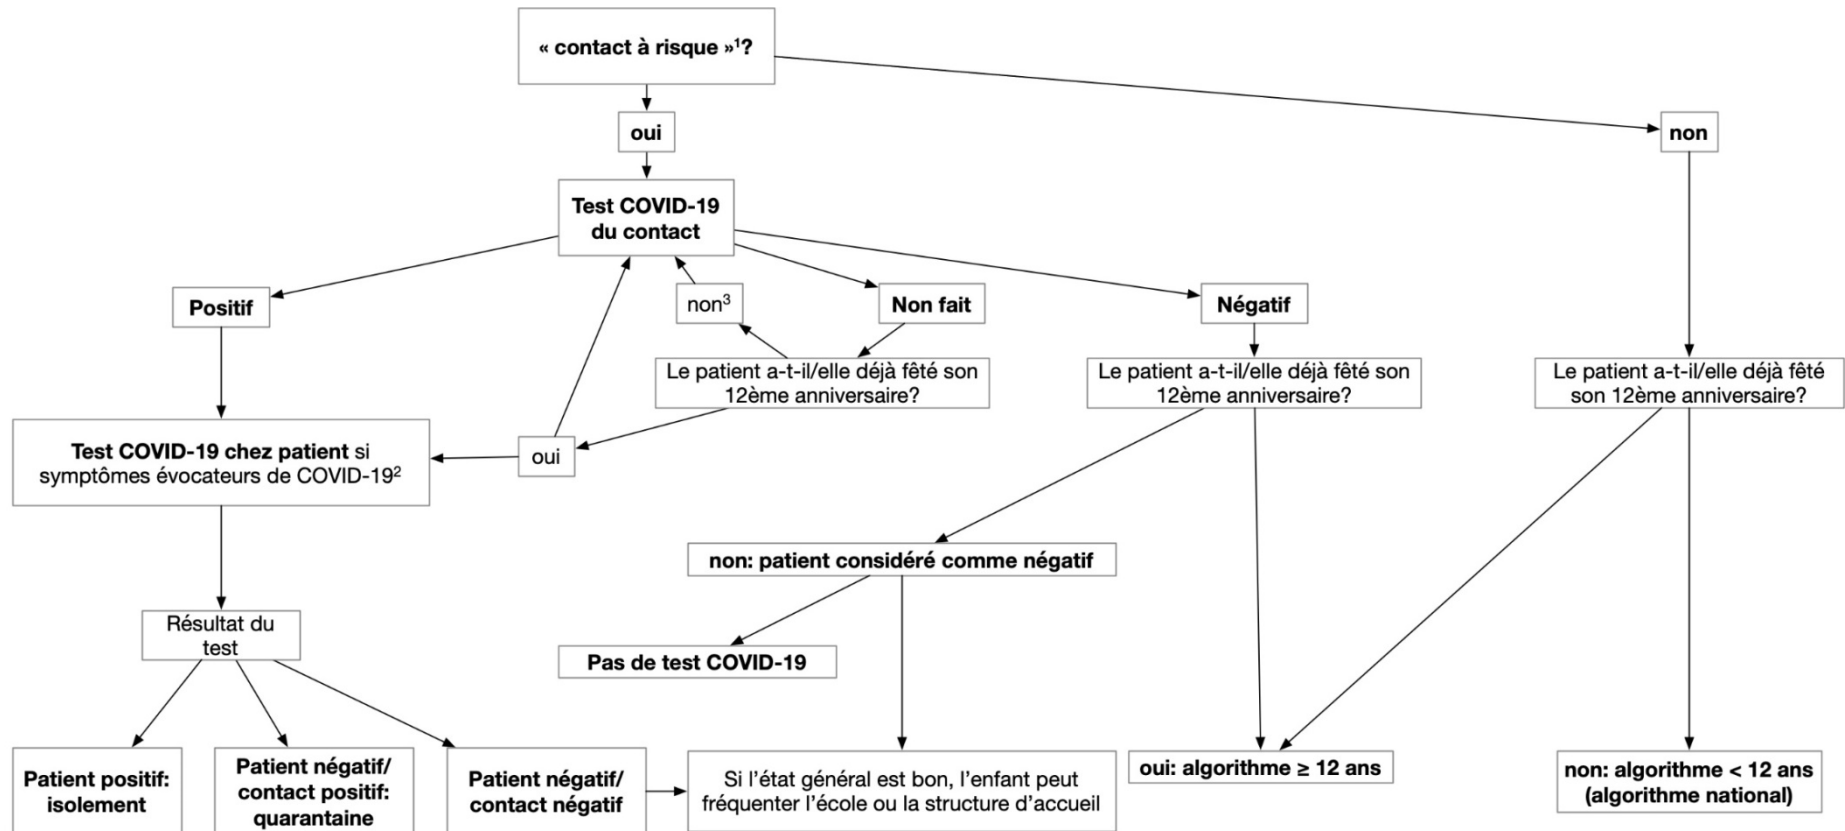 « contact à risque »¹?
oui
non
Test COVID-19
du contact
Positif
non³
Non fait
Négatif
Le patient a-t-il/elle déjà fêté son
12ème anniversaire?
Le patient a-t-il/elle déjà fêté son
12ème anniversaire?
Le patient a-t-il/elle déjà fêté
son 12ème anniversaire?
Test COVID-19 chez patient si
symptômes évocateurs de COVID-19²
oui
non: patient considéré comme négatif
Résultat du
test
Pas de test COVID-19
Patient positif:
isolement
Patient négatif/
contact positif:
quarantaine
Patient négatif/
contact négatif
Si l’état général est bon, l’enfant peut
fréquenter l’école ou la structure d’accueil
oui: algorithme ≥ 12 ans
non: algorithme < 12 ans
(algorithme national)